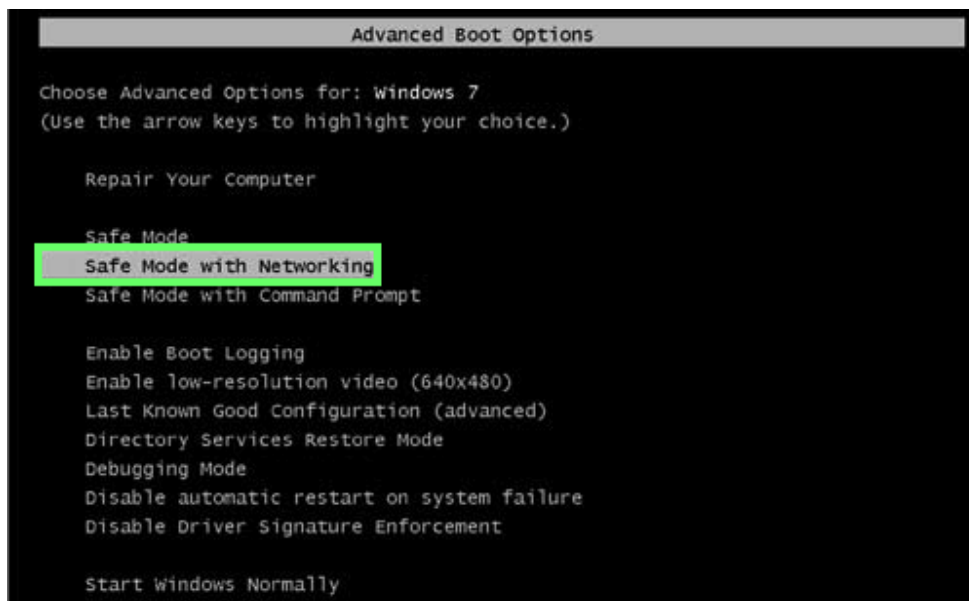 Advanced Boot Options
Choose Advanced Options for: Windows 7
(Use the arrow keys to highlight your choice.)
Repair Your Computer
Safe Mode
Safe Mode with Networking
Safe Mode with Command Prompt
Enable Boot Logging
Enable low-resolution video (640x480)
Last Known Good Configuration (advanced)
Directory Services Restore Mode
Debugging Mode
Disable automatic restart on system failure
Disable Driver Signature Enforcement
Start Windows Normally